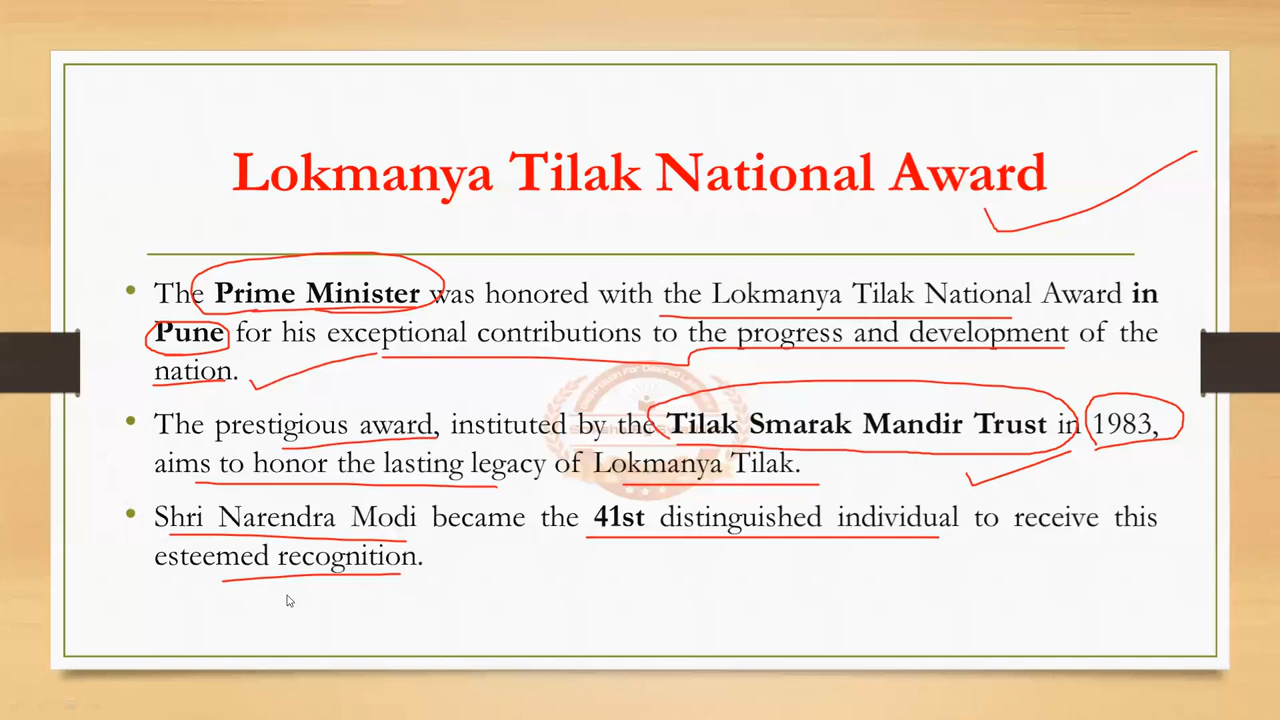 Lokmanya Tilak National Award
• The Prime Minister was honored with the Lokmanya Tilak National Award in
Pune for his exceptional contributions to the progress and development of the
nation.
• The prestigious award, instituted by the Tilak Smarak Mandir Trust in 1983,
aims to honor the lasting legacy of Lokmanya Tilak.
• Shri Narendra Modi became the 41st distinguished individual to receive this
esteemed recognition.